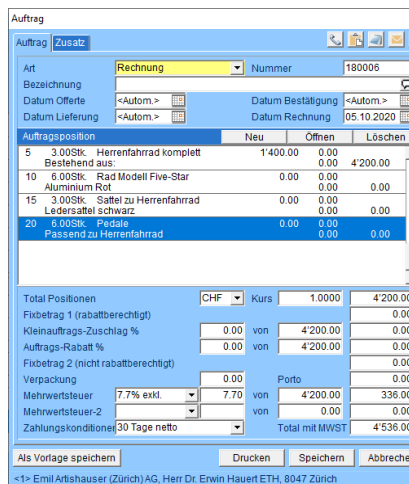 Auftrag
Auftrag Zusatz
Art Rechnung Nummer 180006
Bezeichnung
Datum Offerte <Autom.> Datum Bestätigung <Autom.>
Datum Lieferung <Autom.> Datum Rechnung 05.10.2020
Auftragsposition Neu Öffnen Löschen
5 3.00Stk. Herrenfahrrad komplett 1'400.00 0.00
Bestehend aus: 0.00 4'200.00
10 6.00Stk. Rad Modell Five-Star 0.00 0.00
Aluminium Rot 0.00 0.00
15 3.00Stk. Sattel zu Herrenfahrrad 0.00 0.00
Ledersattel schwarz 0.00 0.00
20 6.00Stk. Pedale 0.00 0.00
Passend zu Herrenfahrrad 0.00 0.00
Total Positionen CHF Kurs 1.0000 4'200.00
Fixbetrag 1 (rabattberechtigt) 0.00
Kleinauftrags-Zuschlag % 0.00 von 4'200.00 0.00
Auftrags-Rabatt % 0.00 von 4'200.00 0.00
Fixbetrag 2 (nicht rabattberechtigt) 0.00
Verpackung 0.00 Porto 0.00
Mehrwertsteuer 7.7% exkl. 7.70 von 4'200.00 336.00
Mehrwertsteuer-2 von 0.00 0.00
Zahlungskonditionen 30 Tage netto Total mit MWST 4'536.00
Als Vorlage speichern Drucken Speichern Abbreche
<1> Emil Artishauser (Zürich) AG, Herr Dr. Erwin Hauert ETH, 8047 Zürich